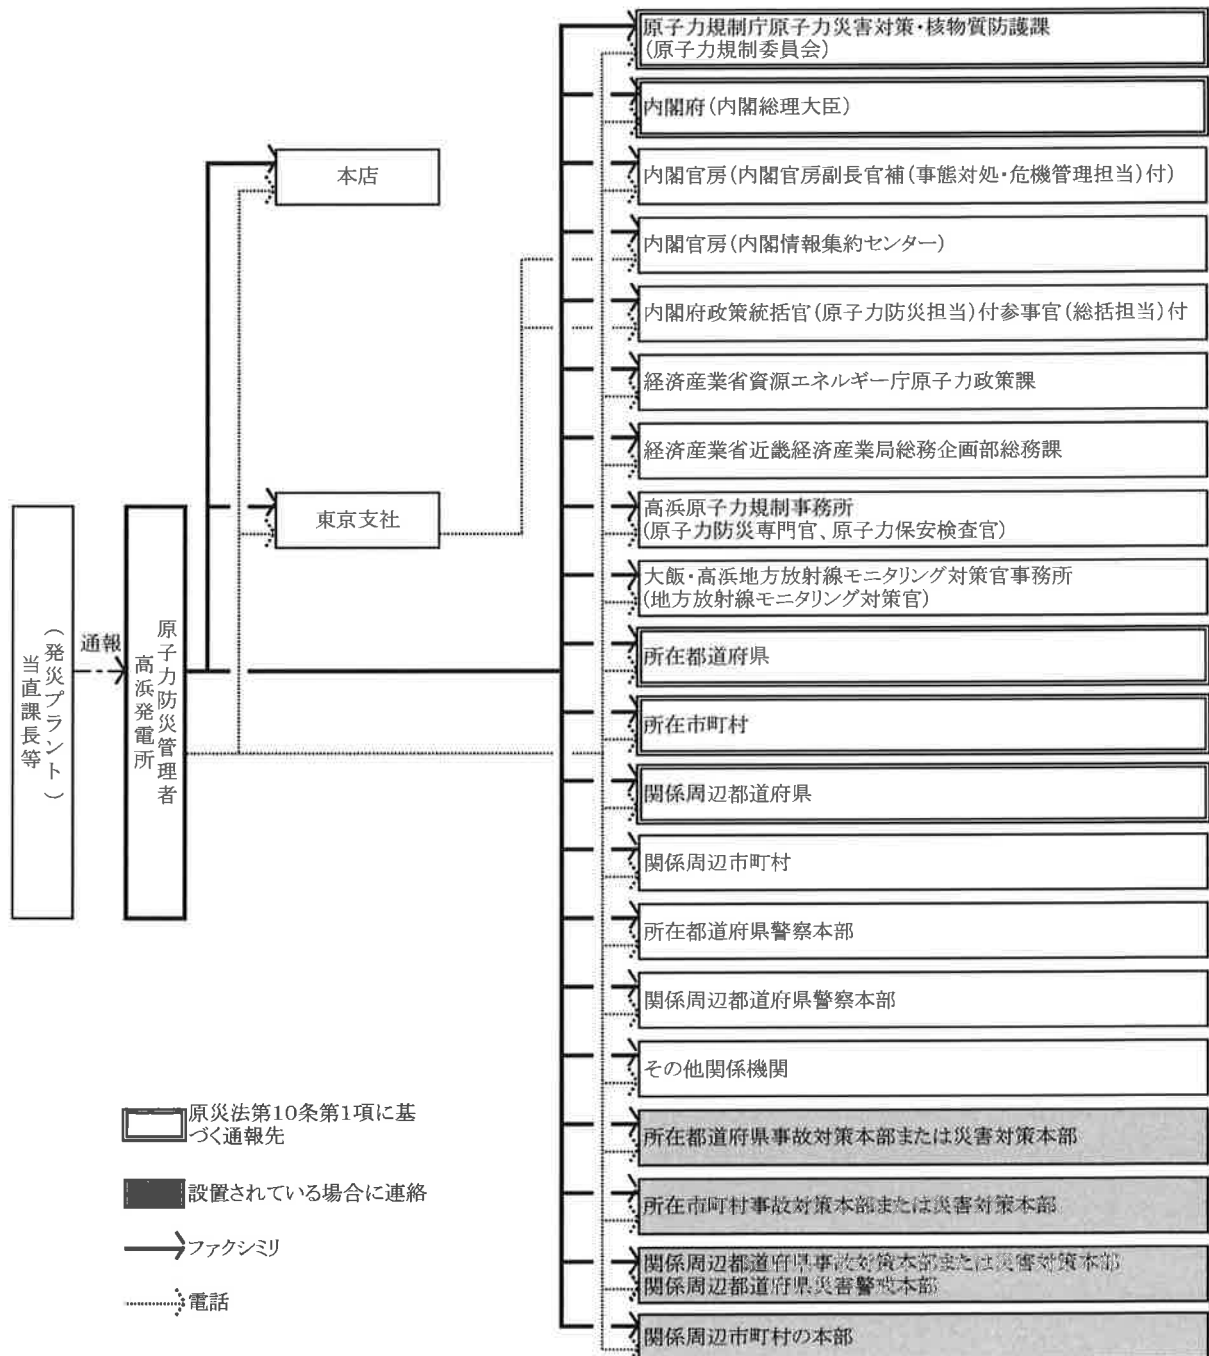 原子力規制庁原子力災害対策・核物質防護課
(原子力規制委員会)
内閣府(内閣総理大臣)
本店
内閣官房(内閣官房副長官補(事態対処・危機管理担当)付)
内閣官房(内閣情報集約センター)
内閣府政策統括官(原子力防災担当)付参事官(総括担当)付
経済産業省資源エネルギー庁原子力政策課
経済産業省近畿経済産業局総務企画部総務課
東京支社
高浜原子力規制事務所
(原子力防災専門官、原子力保安検査官)
大飯・高浜地方放射線モニタリング対策官事務所
(地方放射線モニタリング対策官)
(発災プラント)
当直課長等
通報
原子力防災管理者
高浜発電所
所在都道府県
所在市町村
関係周辺都道府県
関係周辺市町村
所在都道府県警察本部
関係周辺都道府県警察本部
その他関係機関
所在都道府県事故対策本部または災害対策本部
所在市町村事故対策本部または災害対策本部
関係周辺都道府県事故対策本部または災害対策本部
関係周辺都道府県災害警戒本部
関係周辺市町村の本部
原災法第10条第1項に基
づく通報先
設置されている場合に連絡
ファクシミリ
電話